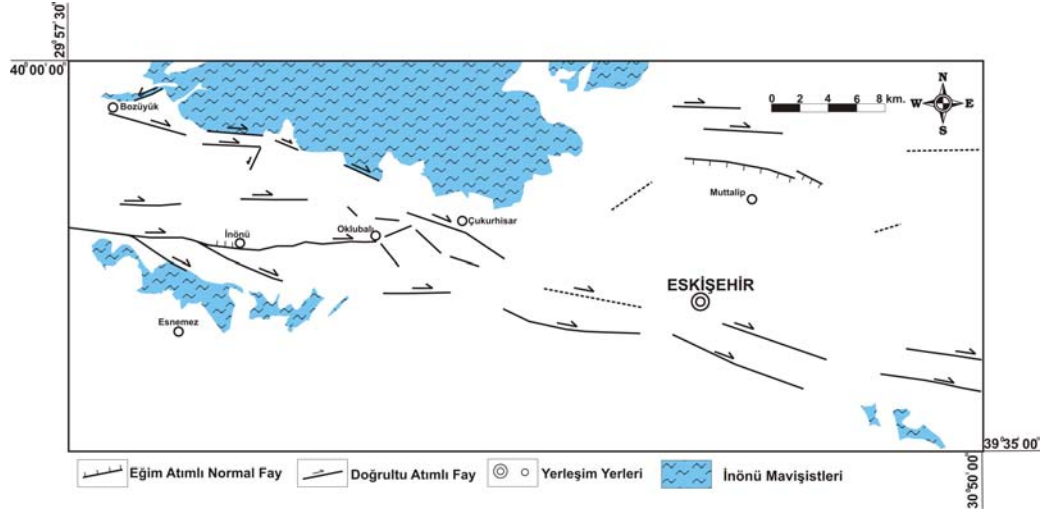 29°57'30"
40°00'00"
Bozüyük
N
W E
S
0 2 4 6 8 km.
Muttalip
Çukurhisar
İnönü
Oklubalı
ESKİŞEHİR
Esnemez
39°35'00"
30°50'00"
Eğim Atımlı Normal Fay
Doğrultu Atımlı Fay
Yerleşim Yerleri
İnönü Mavişistleri